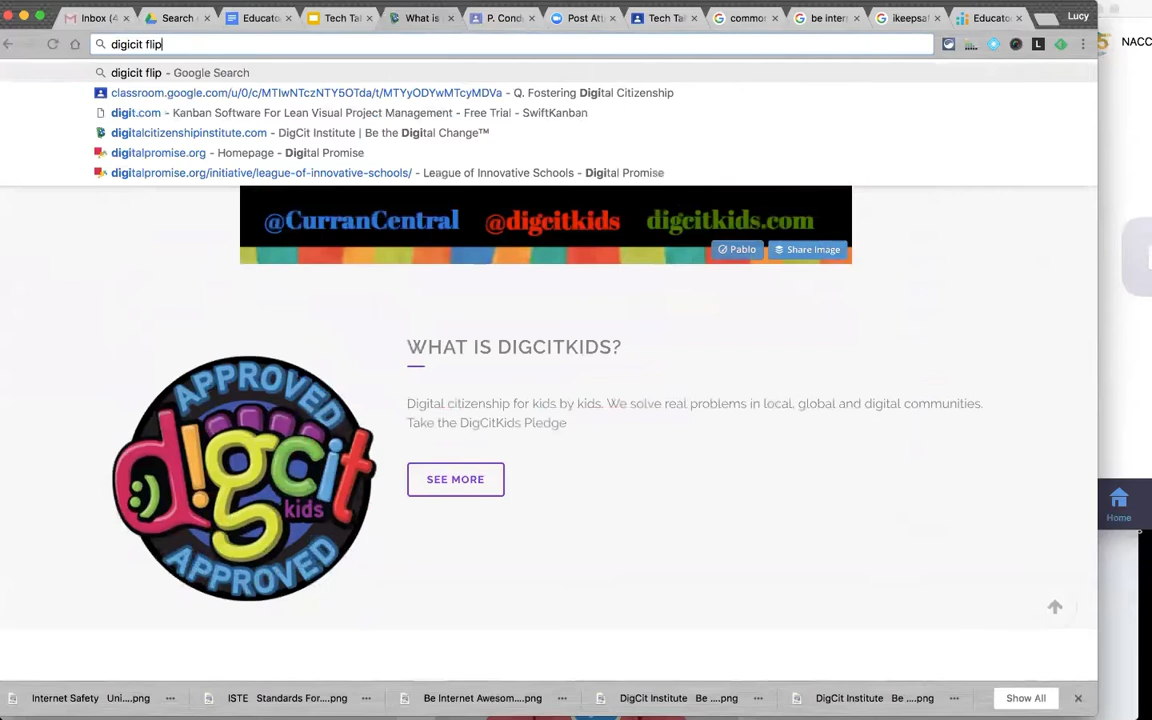 Inbox (4
Search
Educato
Tech Tal
What is
P. Cond
Post Att
Tech Tal
commo
be inter
ikeepsaf
Educato
Lucy
digicit flip
NACC
digicit flip - Google Search
classroom.google.com/u/0/c/MTIwNTczNTY5OTda/t/MTYyODYwMTcyMDVa - Q. Fostering Digital Citizenship
digit.com - Kanban Software For Lean Visual Project Management - Free Trial - SwiftKanban
digitalcitizenshipinstitute.com - DigCit Institute | Be the Digital Change™
digitalpromise.org - Homepage - Digital Promise
digitalpromise.org/initiative/league-of-innovative-schools/ - League of Innovative Schools - Digital Promise
@CurranCentral @digcitkids digcitkids.com
Pablo
Share Image
WHAT IS DIGCITKIDS?
Digital citizenship for kids by kids. We solve real problems in local, global and digital communities.
Take the DigCitKids Pledge
SEE MORE
APPROVED
digcit
kids
APPROVED
Home
Internet Safety Uni....png
ISTE Standards For....png
Be Internet Awesom....png
DigCit Institute Be ....png
DigCit Institute Be ....png
Show All